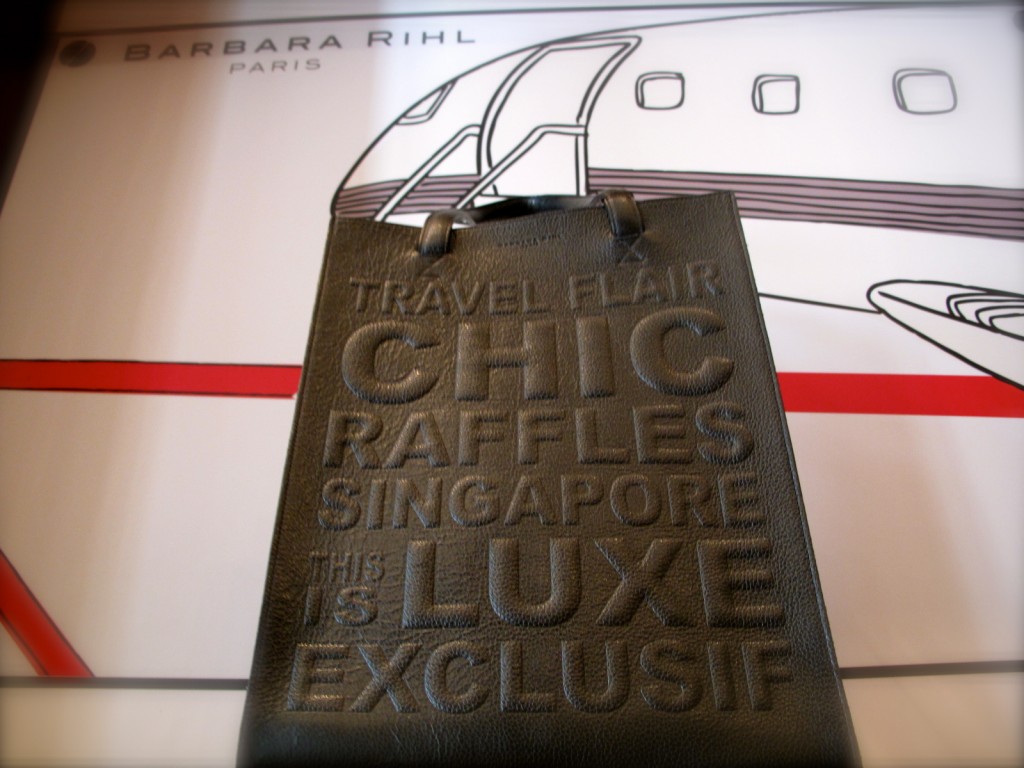 BARBARA RIHL
PARIS
TRAVEL FLAIR
CHIC
RAFFLES
SINGAPORE
THIS IS LUXE
EXCLUSIF